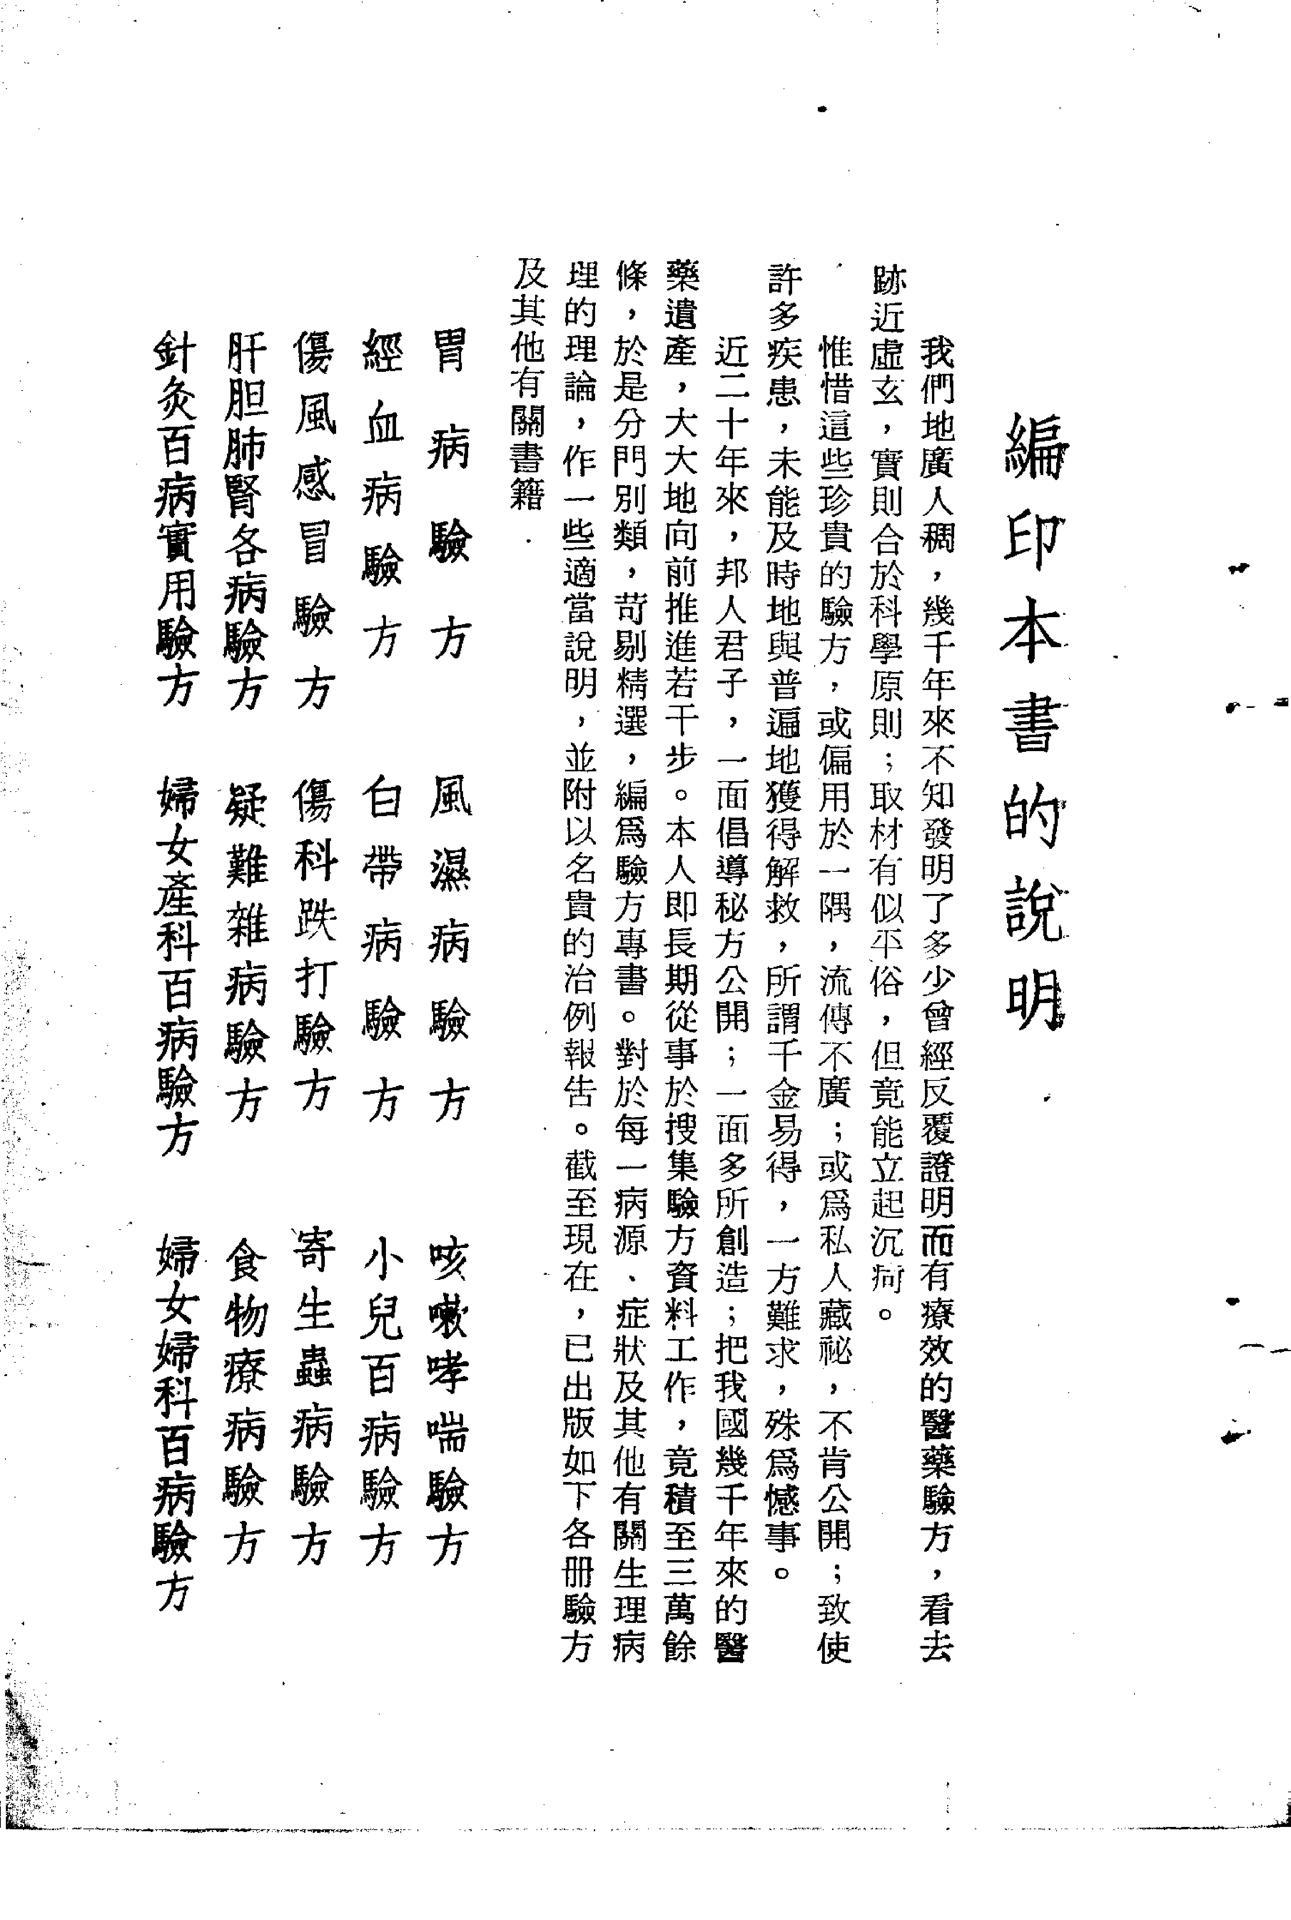 編印本書的說明
我們地廣人稠，幾千年來不知發明了多少曾經反覆證明而有療效的醫藥驗方，看去
跡近虛玄，實則合於科學原則；取材有似平俗，但竟能立起沉疴。
惟惜這些珍貴的驗方，或偏用於一隅，流傳不廣；或爲私人藏祕，不肯公開；致使
許多疾患，未能及時地與普遍地獲得解救，所謂千金易得，一方難求，殊爲憾事。
近二十年來，邦人君子，一面倡導秘方公開；一面多所創造；把我國幾千年來的醫
藥遺產，大大地向前推進若干步。本人即長期從事於搜集驗方資料工作，竟積至三萬餘
條，於是分門別類，苛剔精選，編爲驗方專書。對於每一病源、症狀及其他有關生理病
理的理論，作一些適當說明，並附以名貴的治例報告。截至現在，已出版如下各册驗方
及其他有關書籍．
胃病驗方　風濕病驗方　咳嗽哮喘驗方
經血病驗方　白帶病驗方　小兒百病驗方
傷風感冒驗方　傷科跌打驗方　寄生蟲病驗方
肝胆肺腎各病驗方　疑難雜病驗方　食物療病驗方
針灸百病實用驗方　婦女產科百病驗方　婦女婦科百病驗方